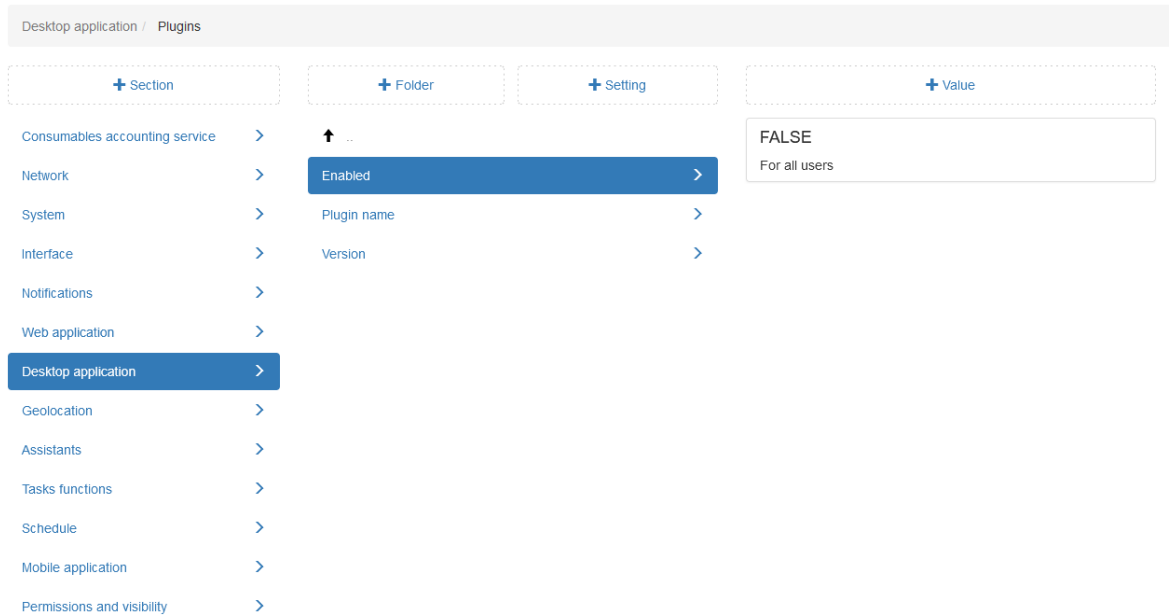 Desktop application / Plugins
+ Section
+ Folder
+ Setting
+ Value
Consumables accounting service
Network
System
Interface
Notifications
Web application
Desktop application
Geolocation
Assistants
Tasks functions
Schedule
Mobile application
Permissions and visibility
..
Enabled
Plugin name
Version
FALSE
For all users